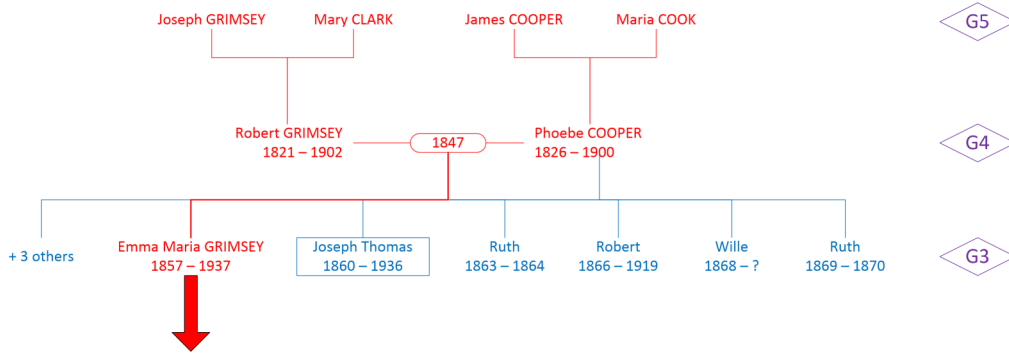 Joseph GRIMSEY
Mary CLARK
James COOPER
Maria COOK
G5
Robert GRIMSEY
1821 – 1902
1847
Phoebe COOPER
1826 – 1900
G4
+ 3 others
Emma Maria GRIMSEY
1857 – 1937
Joseph Thomas
1860 – 1936
Ruth
1863 – 1864
Robert
1866 – 1919
Wille
1868 – ?
Ruth
1869 – 1870
G3